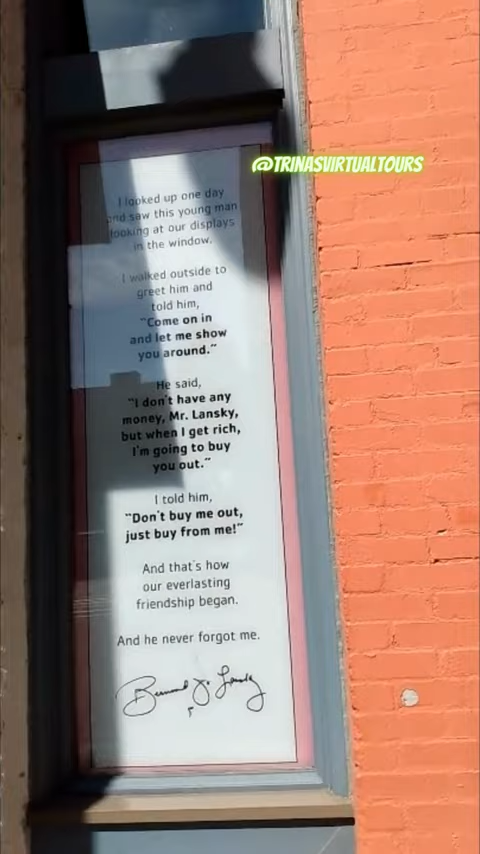 @TRINASVIRTUALTOURS
I looked up one day
and saw this young man
looking at our displays
in the window.
I walked outside to
greet him and
told him,
"Come on in
and let me show
you around."
He said,
"I don't have any
money, Mr. Lansky,
but when I get rich,
I'm going to buy
you out."
I told him,
"Don't buy me out,
just buy from me!"
And that's how
our everlasting
friendship began.
And he never forgot me.
Bernard J. Lansky